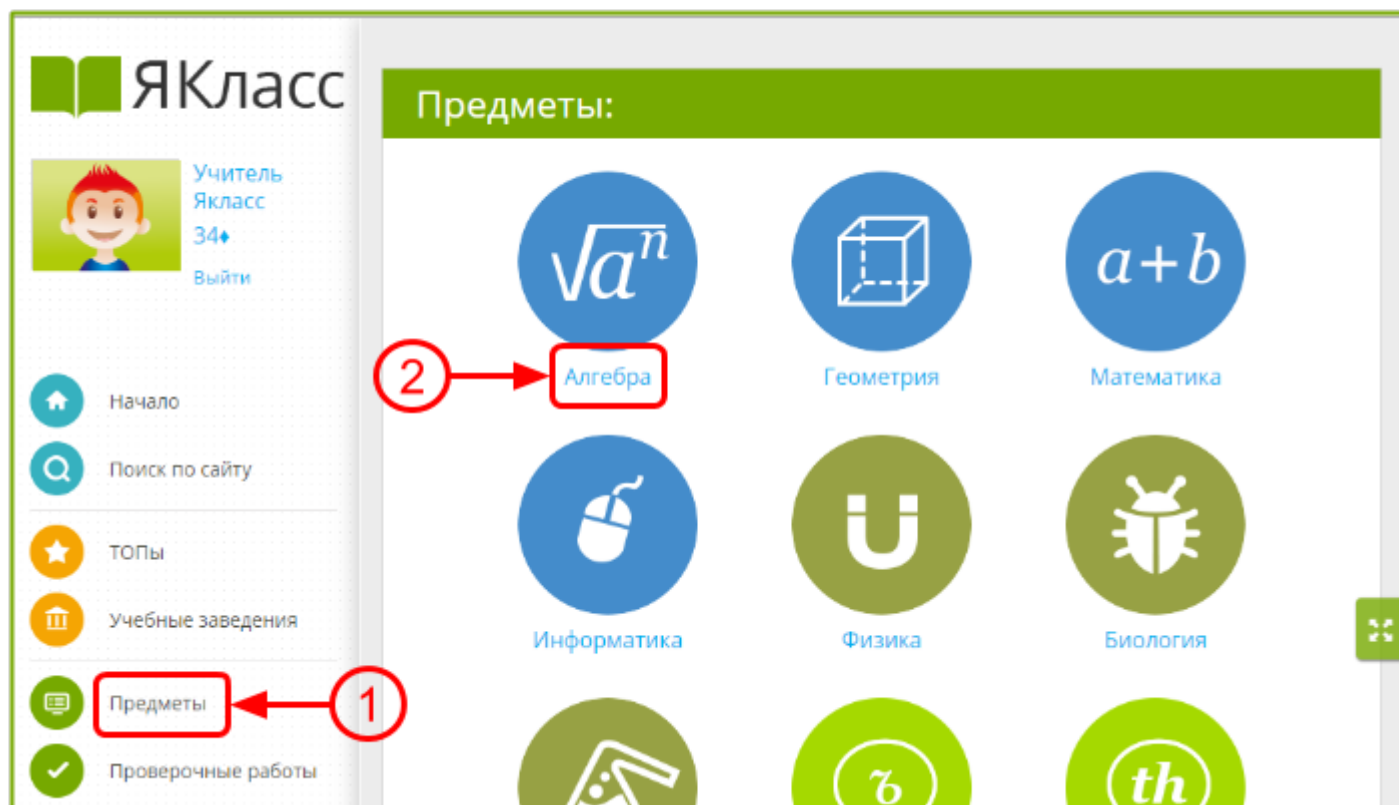 ЯКласс
Учитель
Якласс
34♦
Выйти
Начало
Поиск по сайту
ТОПы
Учебные заведения
Предметы
1
Проверочные работы
Предметы:
√aⁿ
a+b
2
Алгебра
Геометрия
Математика
Информатика
Физика
Биология
ъ
th